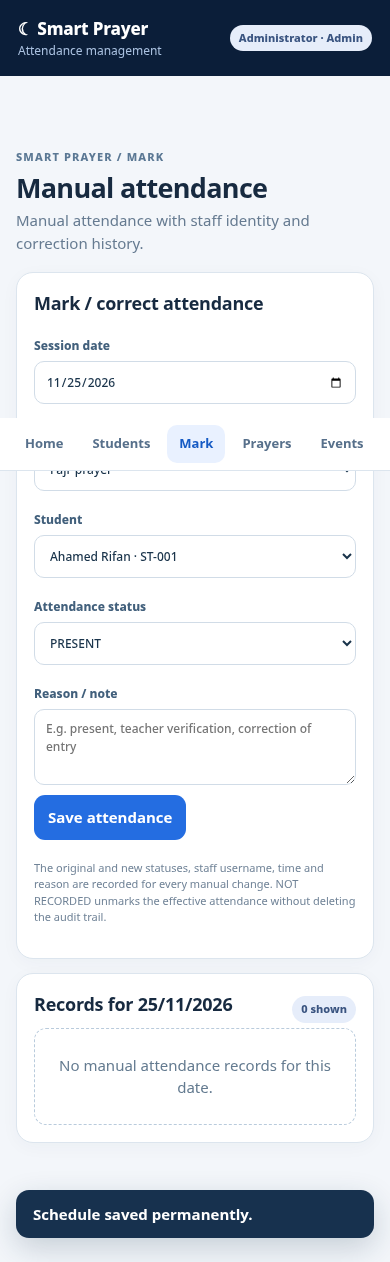 ☾ Smart Prayer
Attendance management
Administrator · Admin
SMART PRAYER / MARK
Manual attendance
Manual attendance with staff identity and
correction history.
Mark / correct attendance
Session date
11/25/2026
Home Students Mark Prayers Events
Fajr prayer
Student
Ahamed Rifan · ST-001
Attendance status
PRESENT
Reason / note
E.g. present, teacher verification, correction of
entry
Save attendance
The original and new statuses, staff username, time and
reason are recorded for every manual change. NOT
RECORDED unmarks the effective attendance without deleting
the audit trail.
Records for 25/11/2026
0 shown
No manual attendance records for this
date.
Schedule saved permanently.